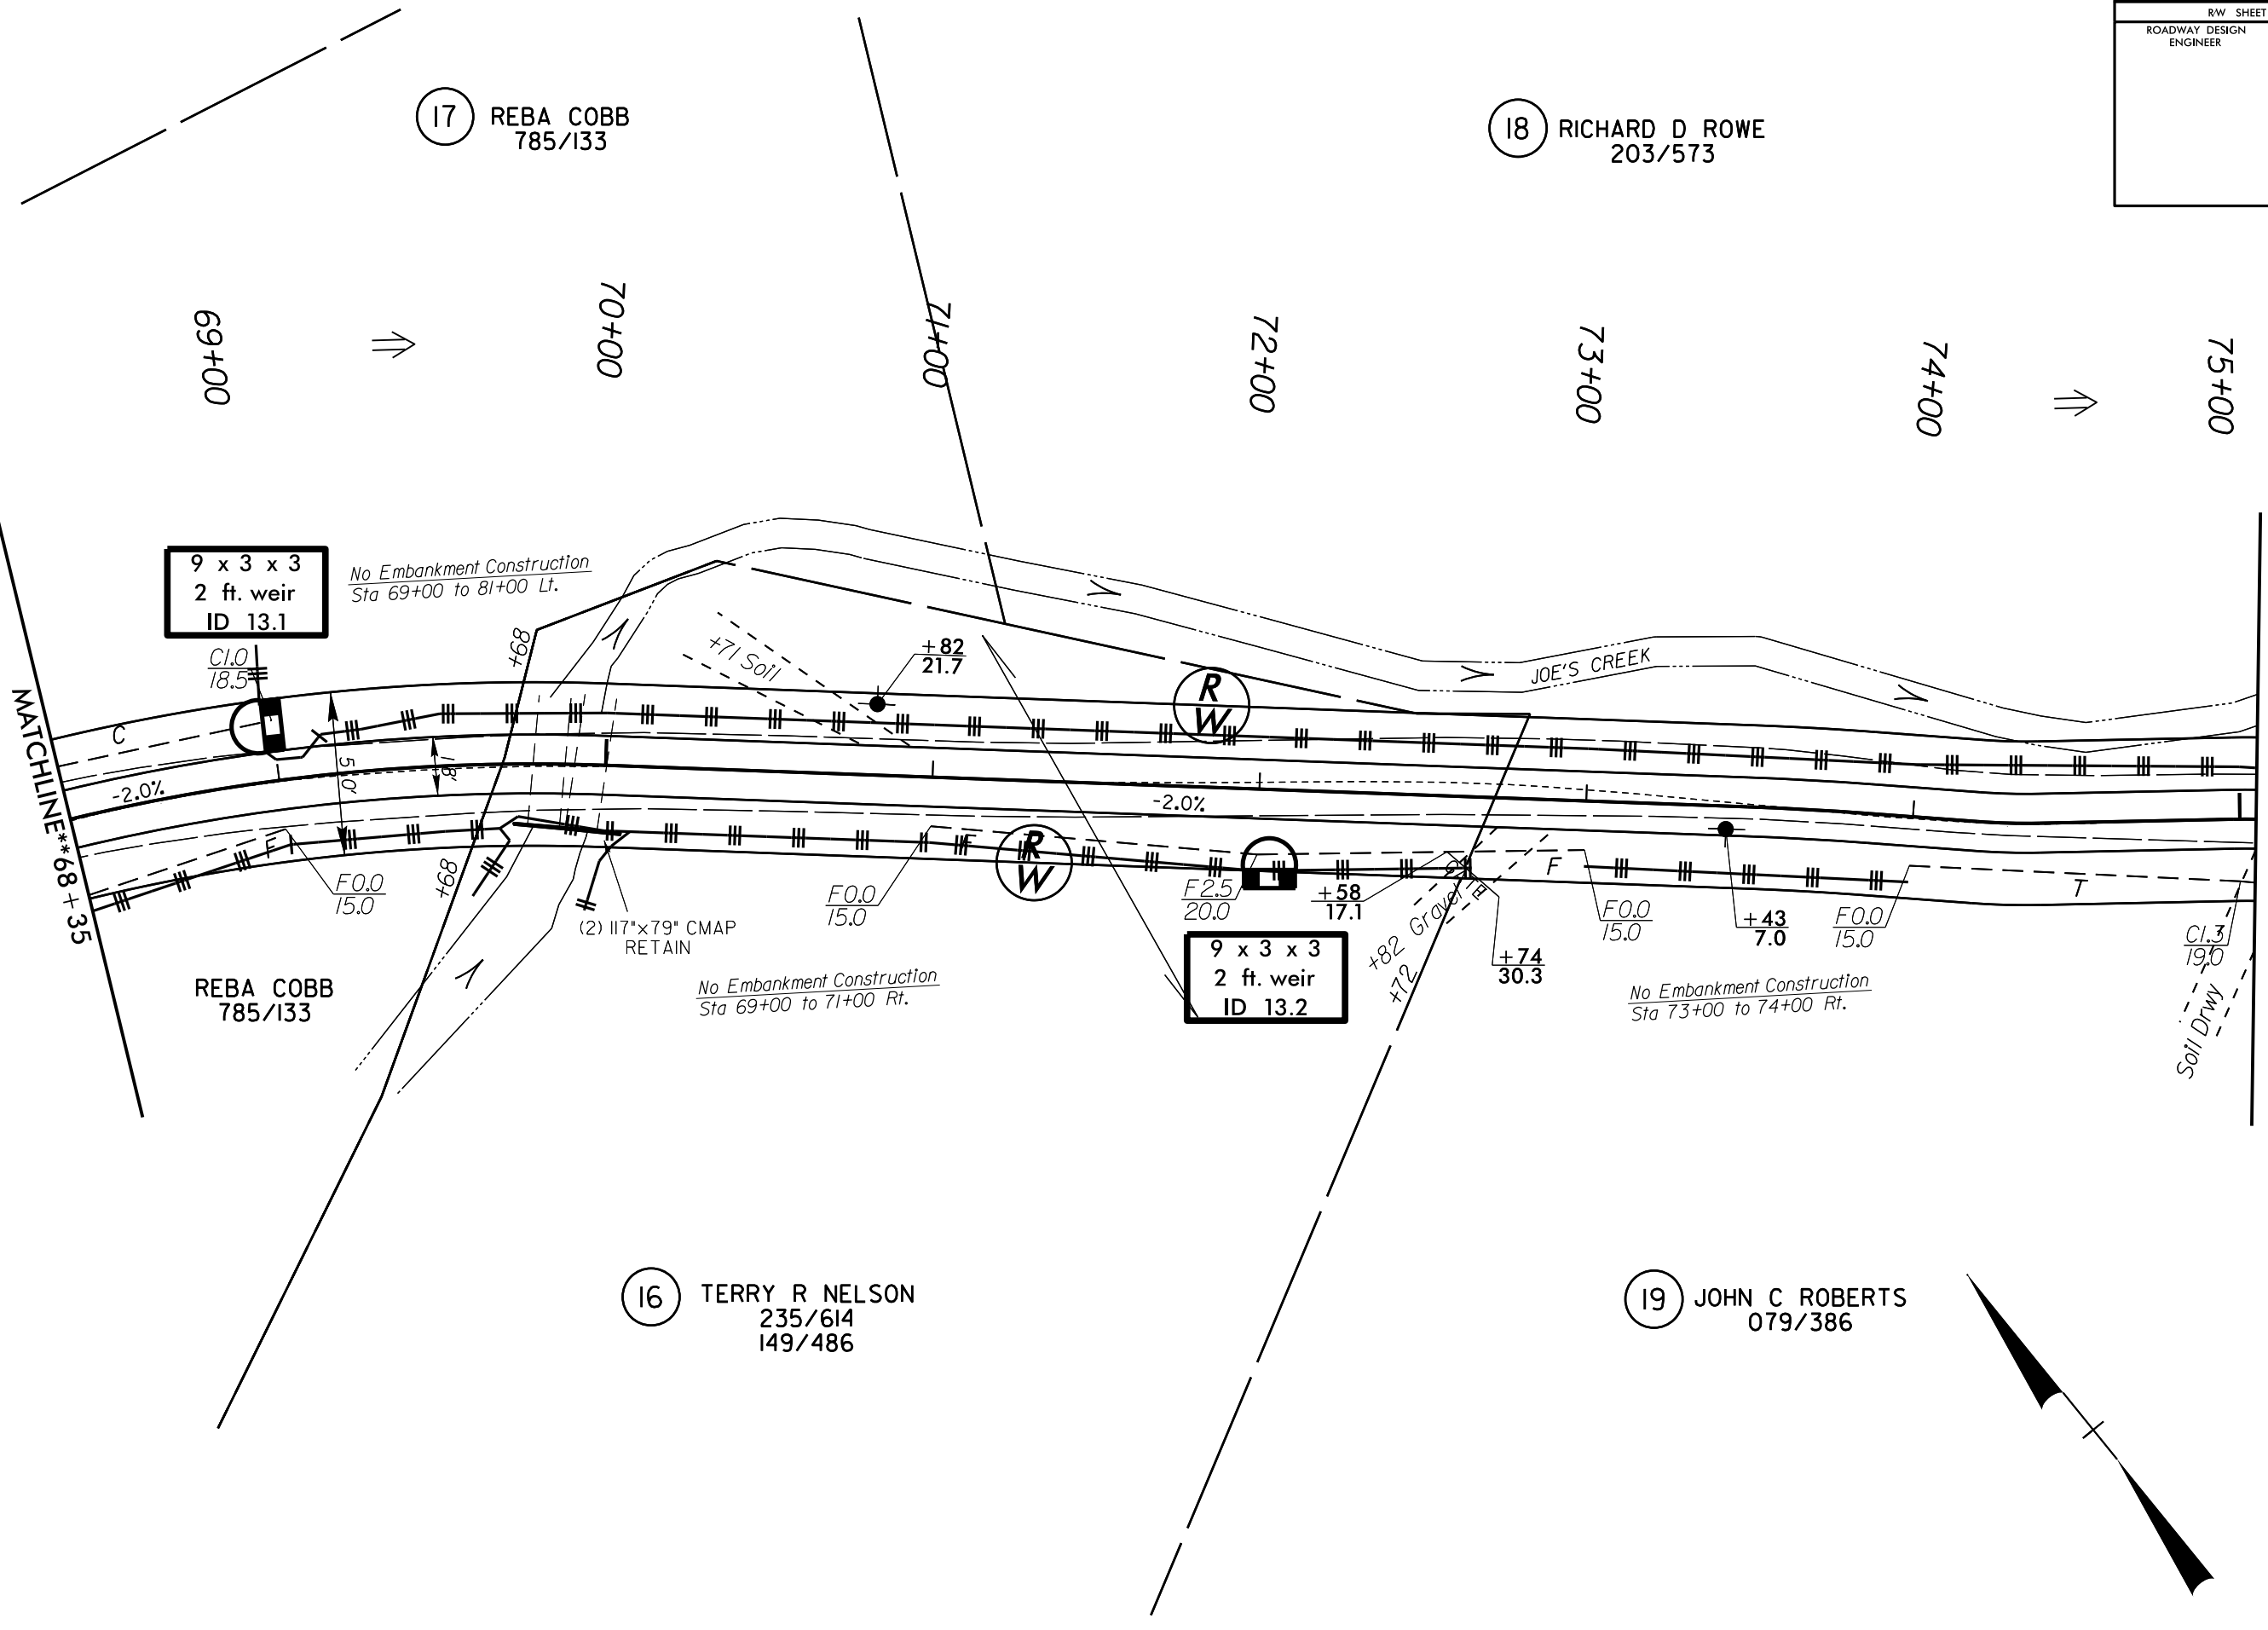 R/W SHEET
ROADWAY DESIGN
ENGINEER
17 REBA COBB
785/133
18 RICHARD D ROWE
203/573
69+00
70+00
71+00
72+00
73+00
74+00
75+00
9 x 3 x 3
2 ft. weir
ID 13.1
No Embankment Construction
Sta 69+00 to 81+00 Lt.
C1.0
18.5
+68
+71 Soil
+82
21.7
R
W
JOE'S CREEK
MATCHLINE**68+35
C
-2.0%
50'
18'
-2.0%
F
F0.0
15.0
+68
(2) 117"x79" CMAP
RETAIN
F0.0
15.0
F
R
W
F2.5
20.0
+58
17.1
+82 Gravel
+72
+74
30.3
F
F0.0
15.0
+43
7.0
F0.0
15.0
T
C1.3
19.0
Soil Drwy
REBA COBB
785/133
No Embankment Construction
Sta 69+00 to 71+00 Rt.
9 x 3 x 3
2 ft. weir
ID 13.2
No Embankment Construction
Sta 73+00 to 74+00 Rt.
16 TERRY R NELSON
235/614
149/486
19 JOHN C ROBERTS
079/386